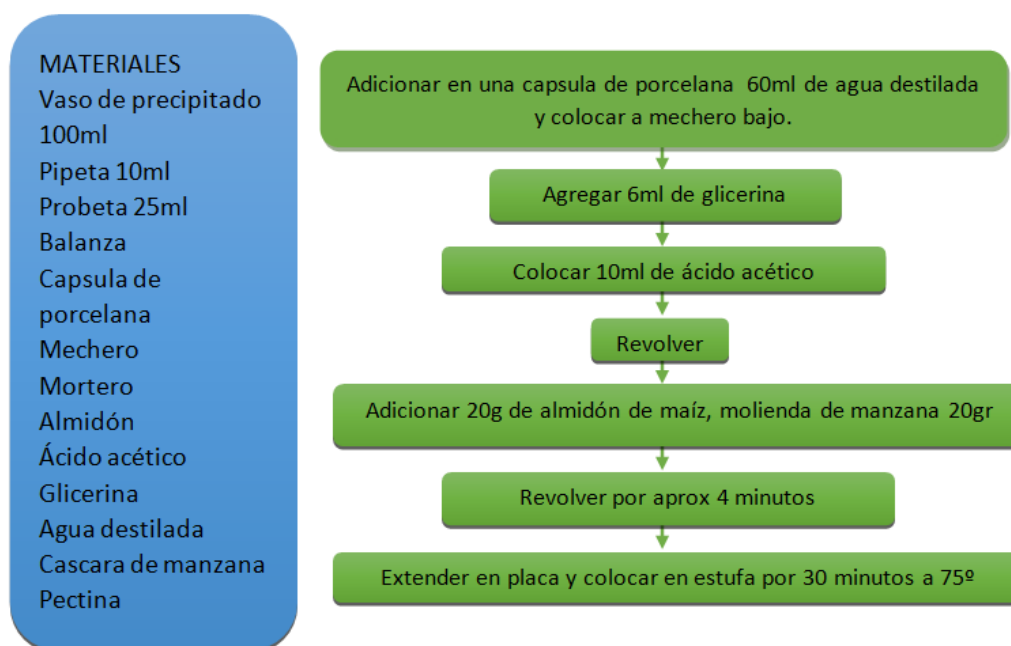 MATERIALES
Vaso de precipitado
100ml
Pipeta 10ml
Probeta 25ml
Balanza
Capsula de
porcelana
Mechero
Mortero
Almidón
Ácido acético
Glicerina
Agua destilada
Cascara de manzana
Pectina
Adicionar en una capsula de porcelana 60ml de agua destilada
y colocar a mechero bajo.
Agregar 6ml de glicerina
Colocar 10ml de ácido acético
Revolver
Adicionar 20g de almidón de maíz, molienda de manzana 20gr
Revolver por aprox 4 minutos
Extender en placa y colocar en estufa por 30 minutos a 75º